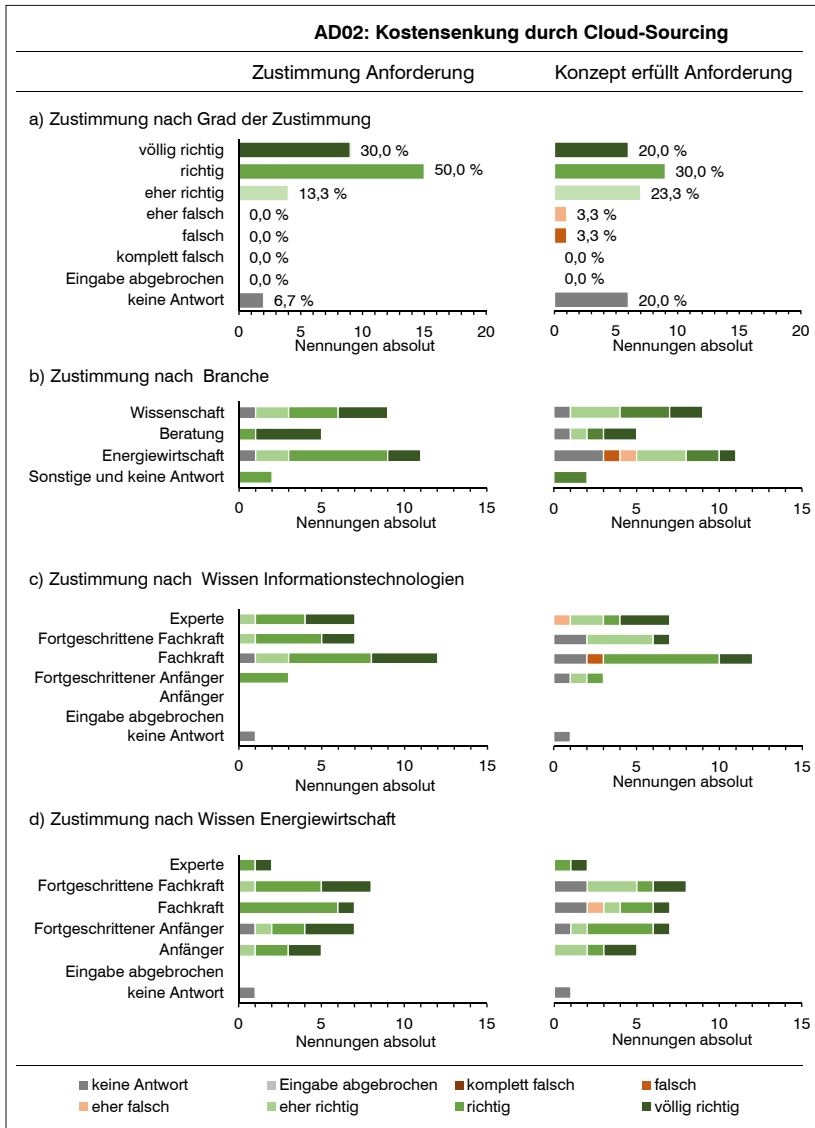 AD02: Kostensenkung durch Cloud-Sourcing
Zustimmung Anforderung Konzept erfüllt Anforderung
a) Zustimmung nach Grad der Zustimmung
völlig richtig 30,0 % 20,0 %
richtig 50,0 % 30,0 %
eher richtig 13,3 % 23,3 %
eher falsch 0,0 % 3,3 %
falsch 0,0 % 3,3 %
komplett falsch 0,0 % 0,0 %
Eingabe abgebrochen 0,0 % 0,0 %
keine Antwort 6,7 % 20,0 %
0 5 10 15 20 0 5 10 15 20
Nennungen absolut Nennungen absolut
b) Zustimmung nach Branche
Wissenschaft
Beratung
Energiewirtschaft
Sonstige und keine Antwort
0 5 10 15 0 5 10 15
Nennungen absolut Nennungen absolut
c) Zustimmung nach Wissen Informationstechnologien
Experte
Fortgeschrittene Fachkraft
Fachkraft
Fortgeschrittener Anfänger
Anfänger
Eingabe abgebrochen
keine Antwort
0 5 10 15 0 5 10 15
Nennungen absolut Nennungen absolut
d) Zustimmung nach Wissen Energiewirtschaft
Experte
Fortgeschrittene Fachkraft
Fachkraft
Fortgeschrittener Anfänger
Anfänger
Eingabe abgebrochen
keine Antwort
0 5 10 15 0 5 10 15
Nennungen absolut Nennungen absolut
keine Antwort Eingabe abgebrochen komplett falsch falsch
eher falsch eher richtig richtig völlig richtig